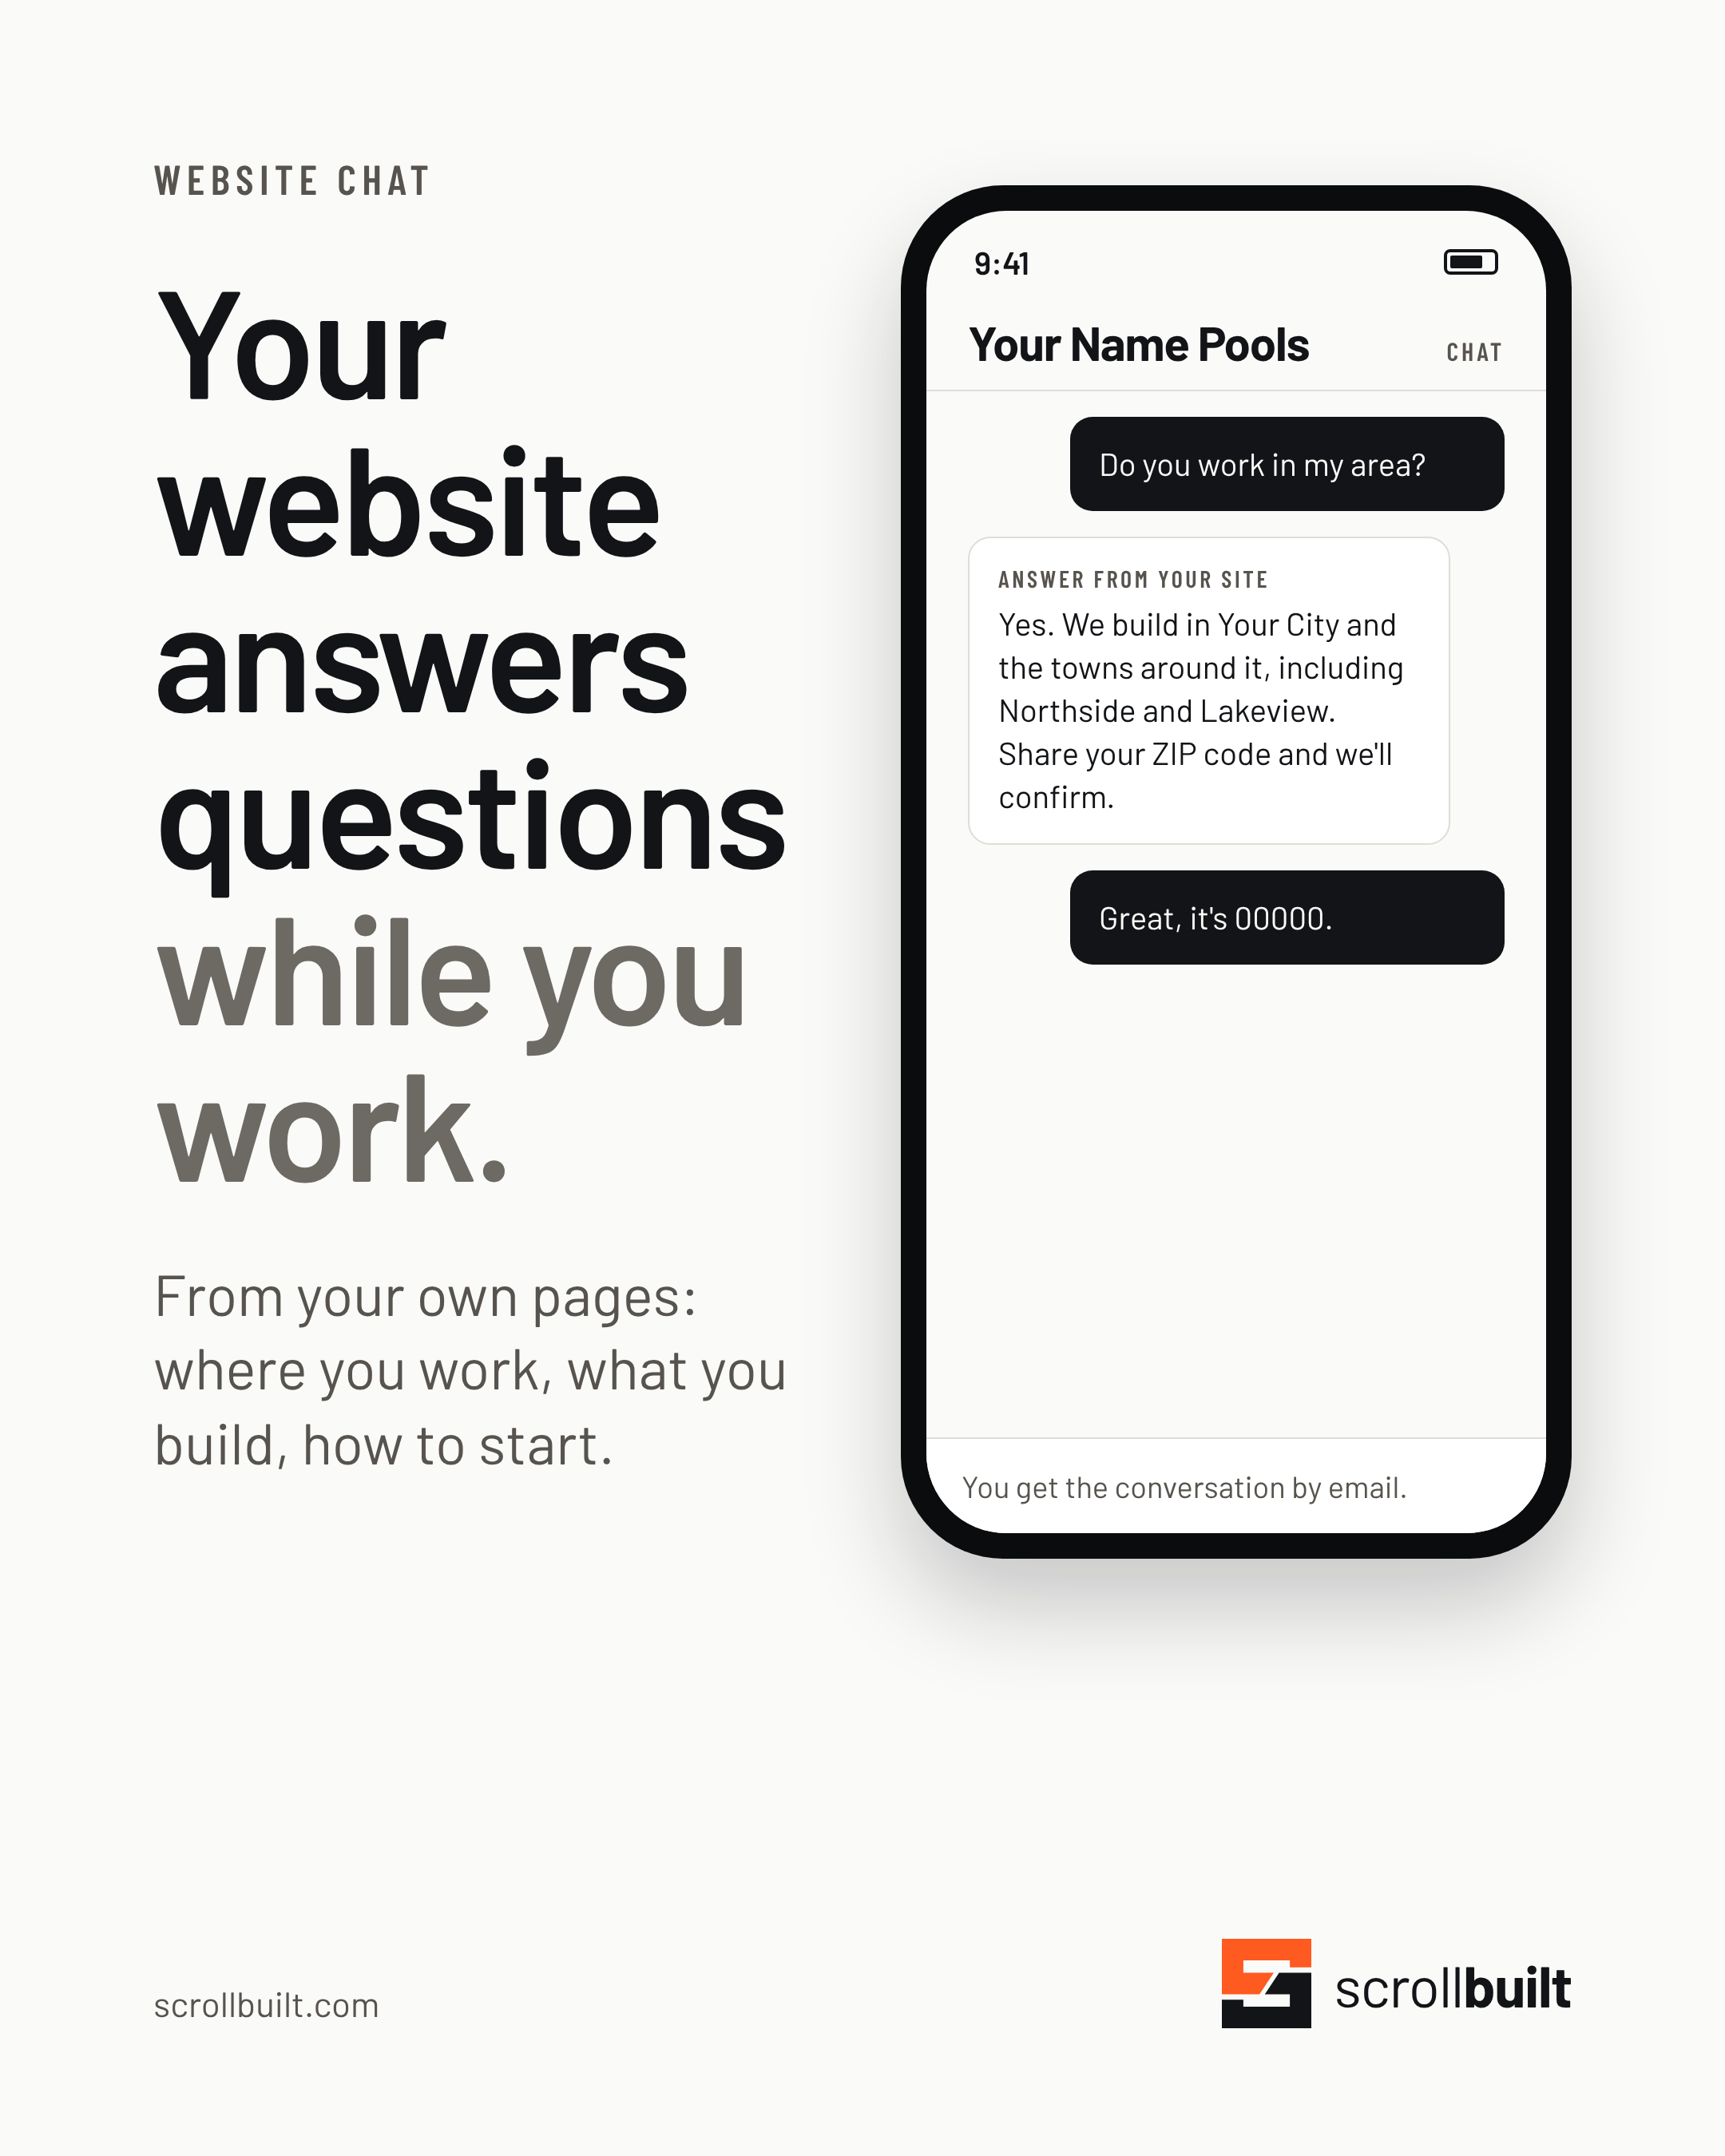 WEBSITE CHAT
Your
website
answers
questions
while you
work.
From your own pages:
where you work, what you
build, how to start.
9:41
Your Name Pools
CHAT
Do you work in my area?
ANSWER FROM YOUR SITE
Yes. We build in Your City and
the towns around it, including
Northside and Lakeview.
Share your ZIP code and we'll
confirm.
Great, it's 00000.
You get the conversation by email.
scrollbuilt.com
scrollbuilt